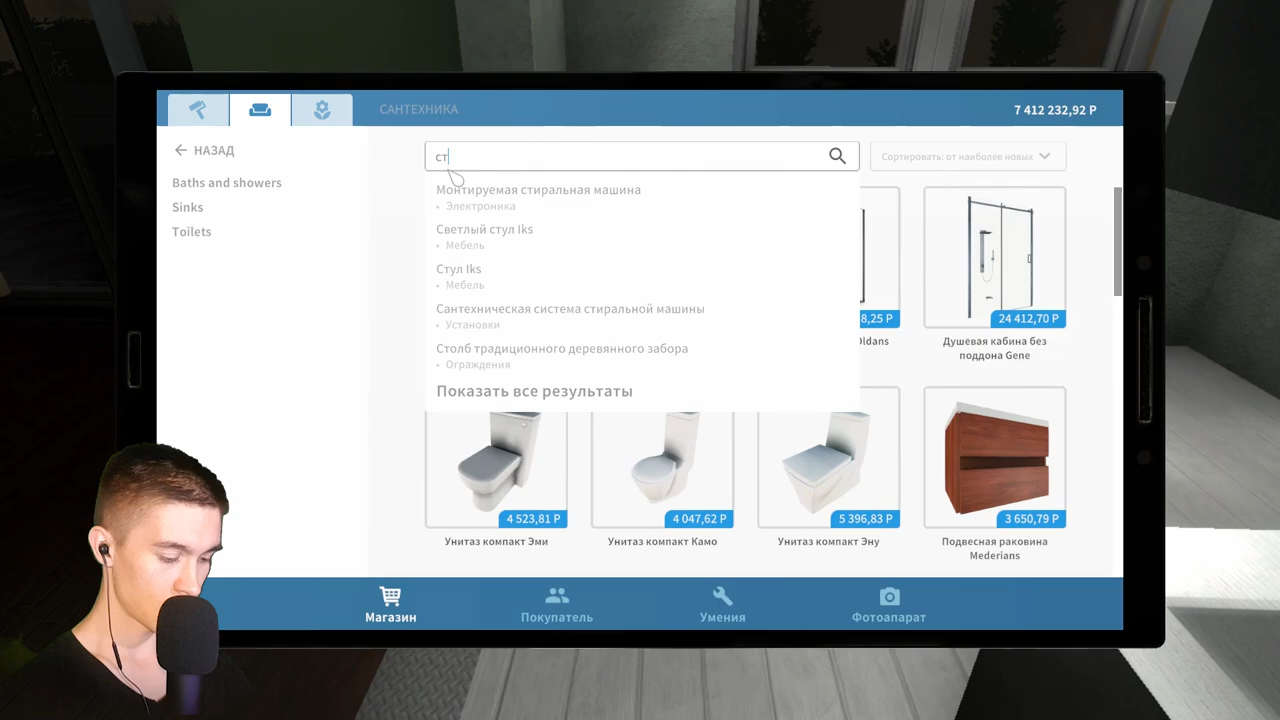 САНТЕХНИКА
7 412 232,92 Р
НАЗАД
Baths and showers
Sinks
Toilets
ст
Сортировать: от наиболее новых
Монтируемая стиральная машина
• Электроника
Светлый стул Iks
• Мебель
Стул Iks
• Мебель
Сантехническая система стиральной машины
• Установки
Столб традиционного деревянного забора
• Ограждения
Показать все результаты
8,25 Р
24 412,70 Р
Oldans
Душевая кабина без
поддона Gene
4 523,81 Р
4 047,62 Р
5 396,83 Р
3 650,79 Р
Унитаз компакт Эми
Унитаз компакт Камо
Унитаз компакт Эну
Подвесная раковина
Mederians
Магазин
Покупатель
Умения
Фотоаппарат